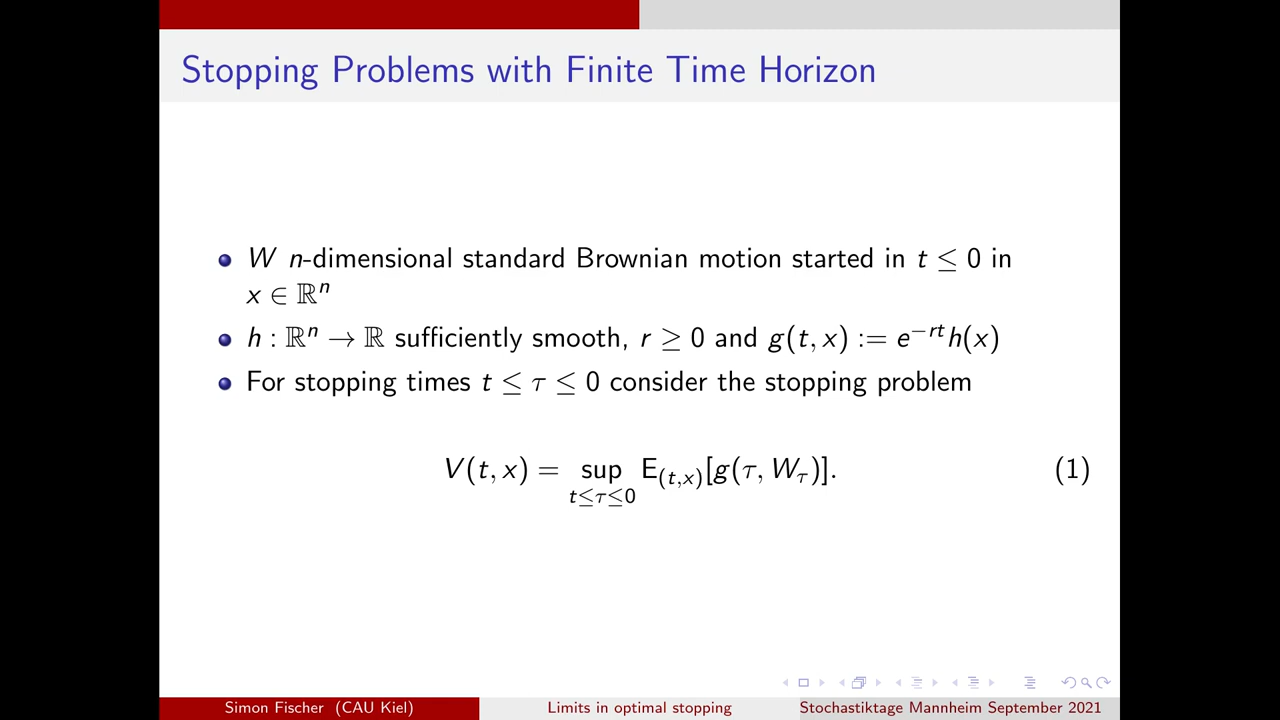 Stopping Problems with Finite Time Horizon
W n-dimensional standard Brownian motion started in t ≤ 0 in
x ∈ ℝⁿ
h : ℝⁿ → ℝ sufficiently smooth, r ≥ 0 and g(t, x) := e^{−rt}h(x)
For stopping times t ≤ τ ≤ 0 consider the stopping problem
V(t, x) = sup_{t≤τ≤0} E_{(t,x)}[g(τ, W_τ)]. (1)
Simon Fischer (CAU Kiel) Limits in optimal stopping Stochastiktage Mannheim September 2021